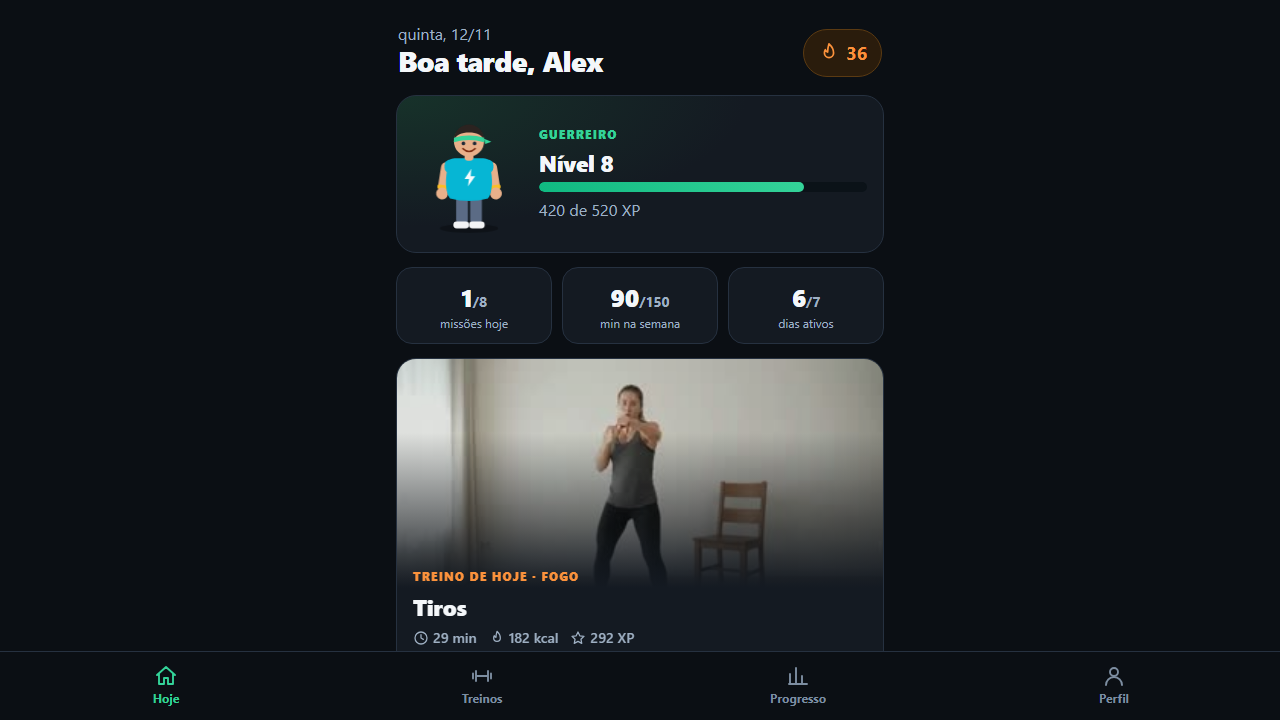 quinta, 12/11
Boa tarde, Alex
36
GUERREIRO
Nível 8
420 de 520 XP
1/8
missões hoje
90/150
min na semana
6/7
dias ativos
TREINO DE HOJE · FOGO
Tiros
29 min 182 kcal 292 XP
Hoje
Treinos
Progresso
Perfil